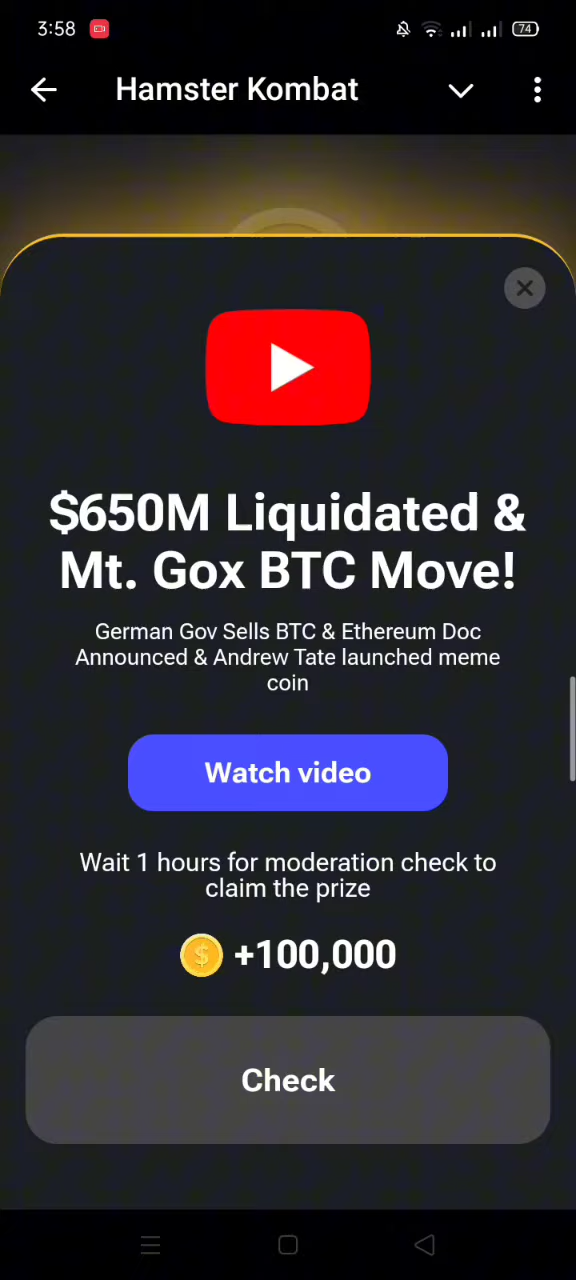 3:58
74
Hamster Kombat
$650M Liquidated &
Mt. Gox BTC Move!
German Gov Sells BTC & Ethereum Doc
Announced & Andrew Tate launched meme
coin
Watch video
Wait 1 hours for moderation check to
claim the prize
$ +100,000
Check